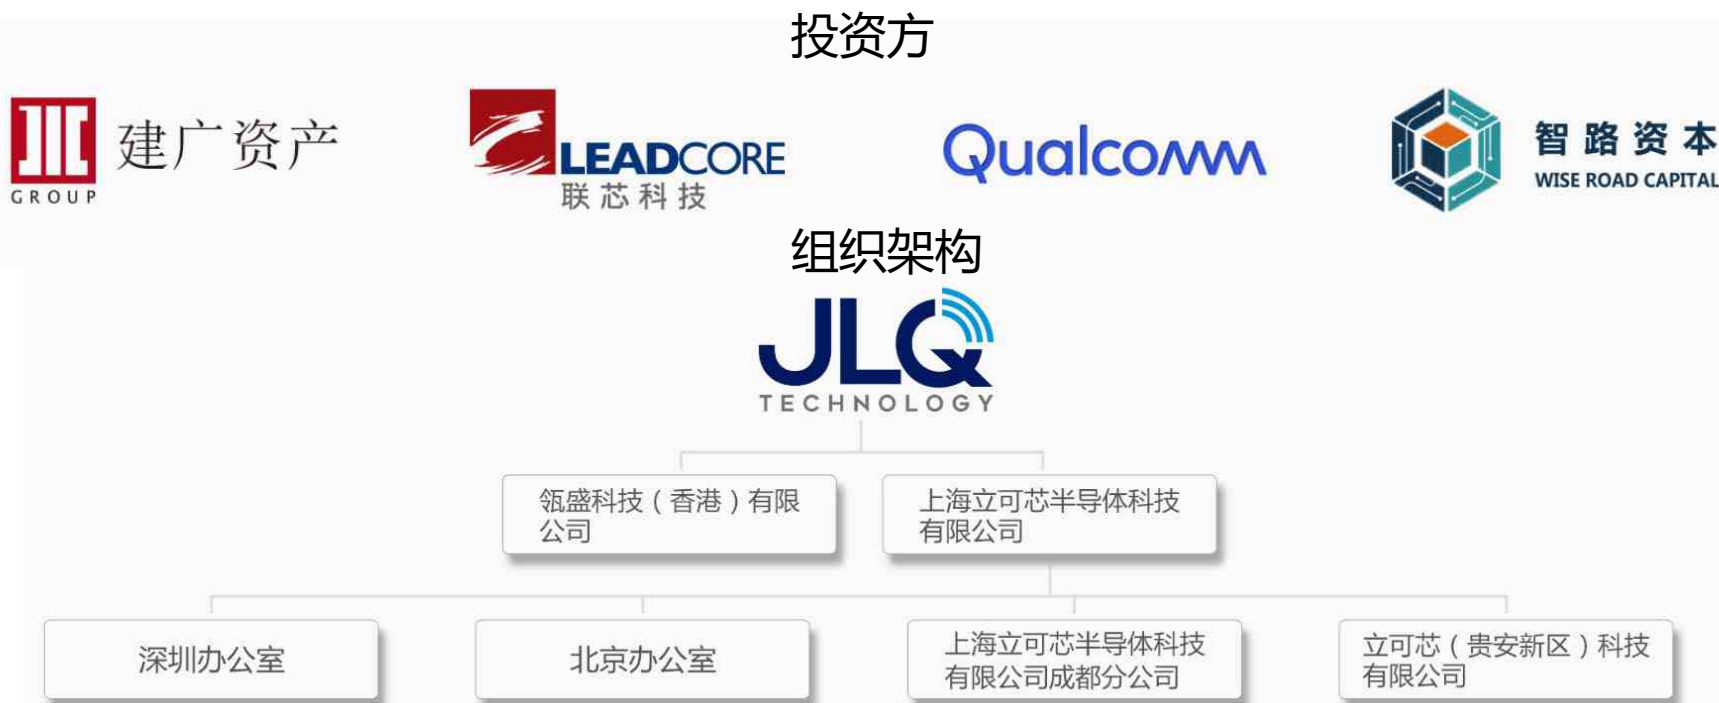 投资方
建广资产
GROUP
LEADCORE
联芯科技
Qualcomm
智路资本
WISE ROAD CAPITAL
组织架构
JLQ
TECHNOLOGY
瓴盛科技（香港）有限
公司
上海立可芯半导体科技
有限公司
深圳办公室
北京办公室
上海立可芯半导体科技
有限公司成都分公司
立可芯（贵安新区）科技
有限公司